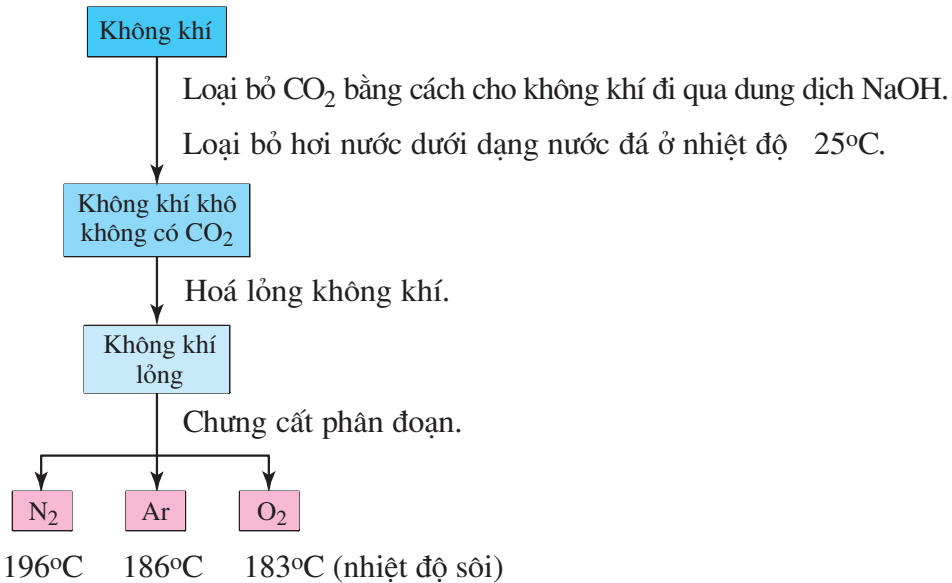 Không khí
Loại bỏ CO₂ bằng cách cho không khí đi qua dung dịch NaOH.
Loại bỏ hơi nước dưới dạng nước đá ở nhiệt độ 25ºC.
Không khí khô
không có CO₂
Hoá lỏng không khí.
Không khí
lỏng
Chưng cất phân đoạn.
N₂ Ar O₂
196ºC 186ºC 183ºC (nhiệt độ sôi)